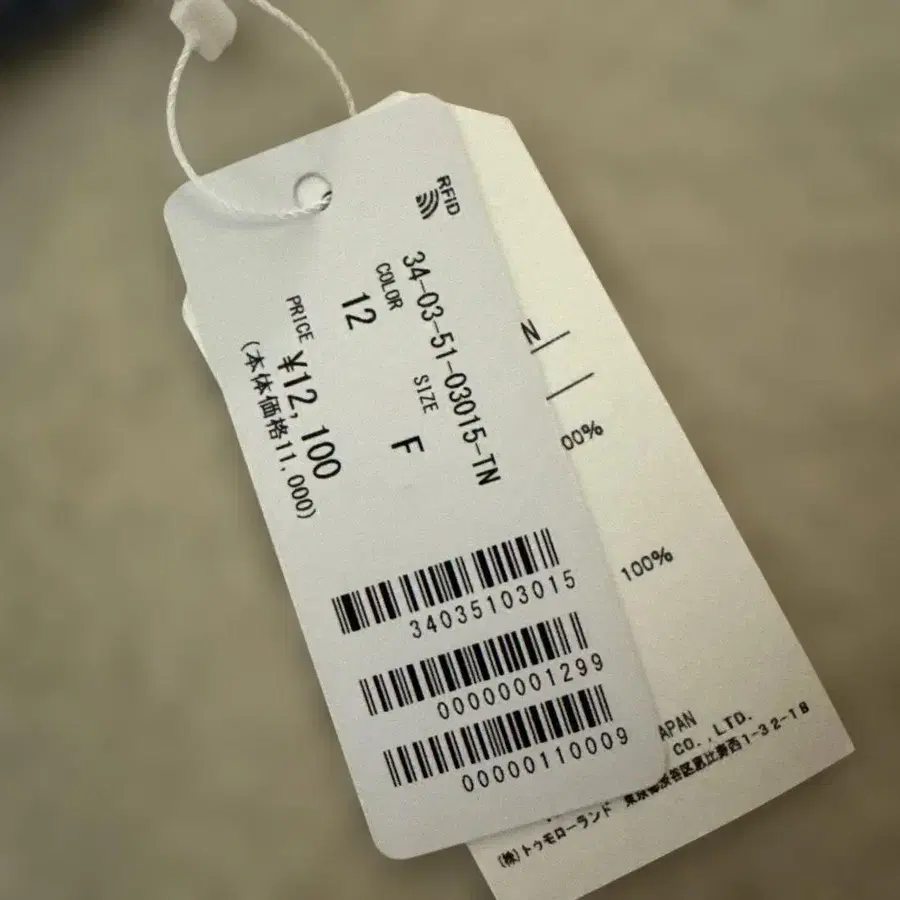 RFID
34-03-51-03015-TN
COLOR
SIZE
12
F
PRICE ¥12,100
(本体価格11.000)
34035103015
00000001299
00000110009
N
00%
100%
APAN
CO.,LTD.
(株)トゥモローランド 東京都渋谷区恵比寿西1-32-18